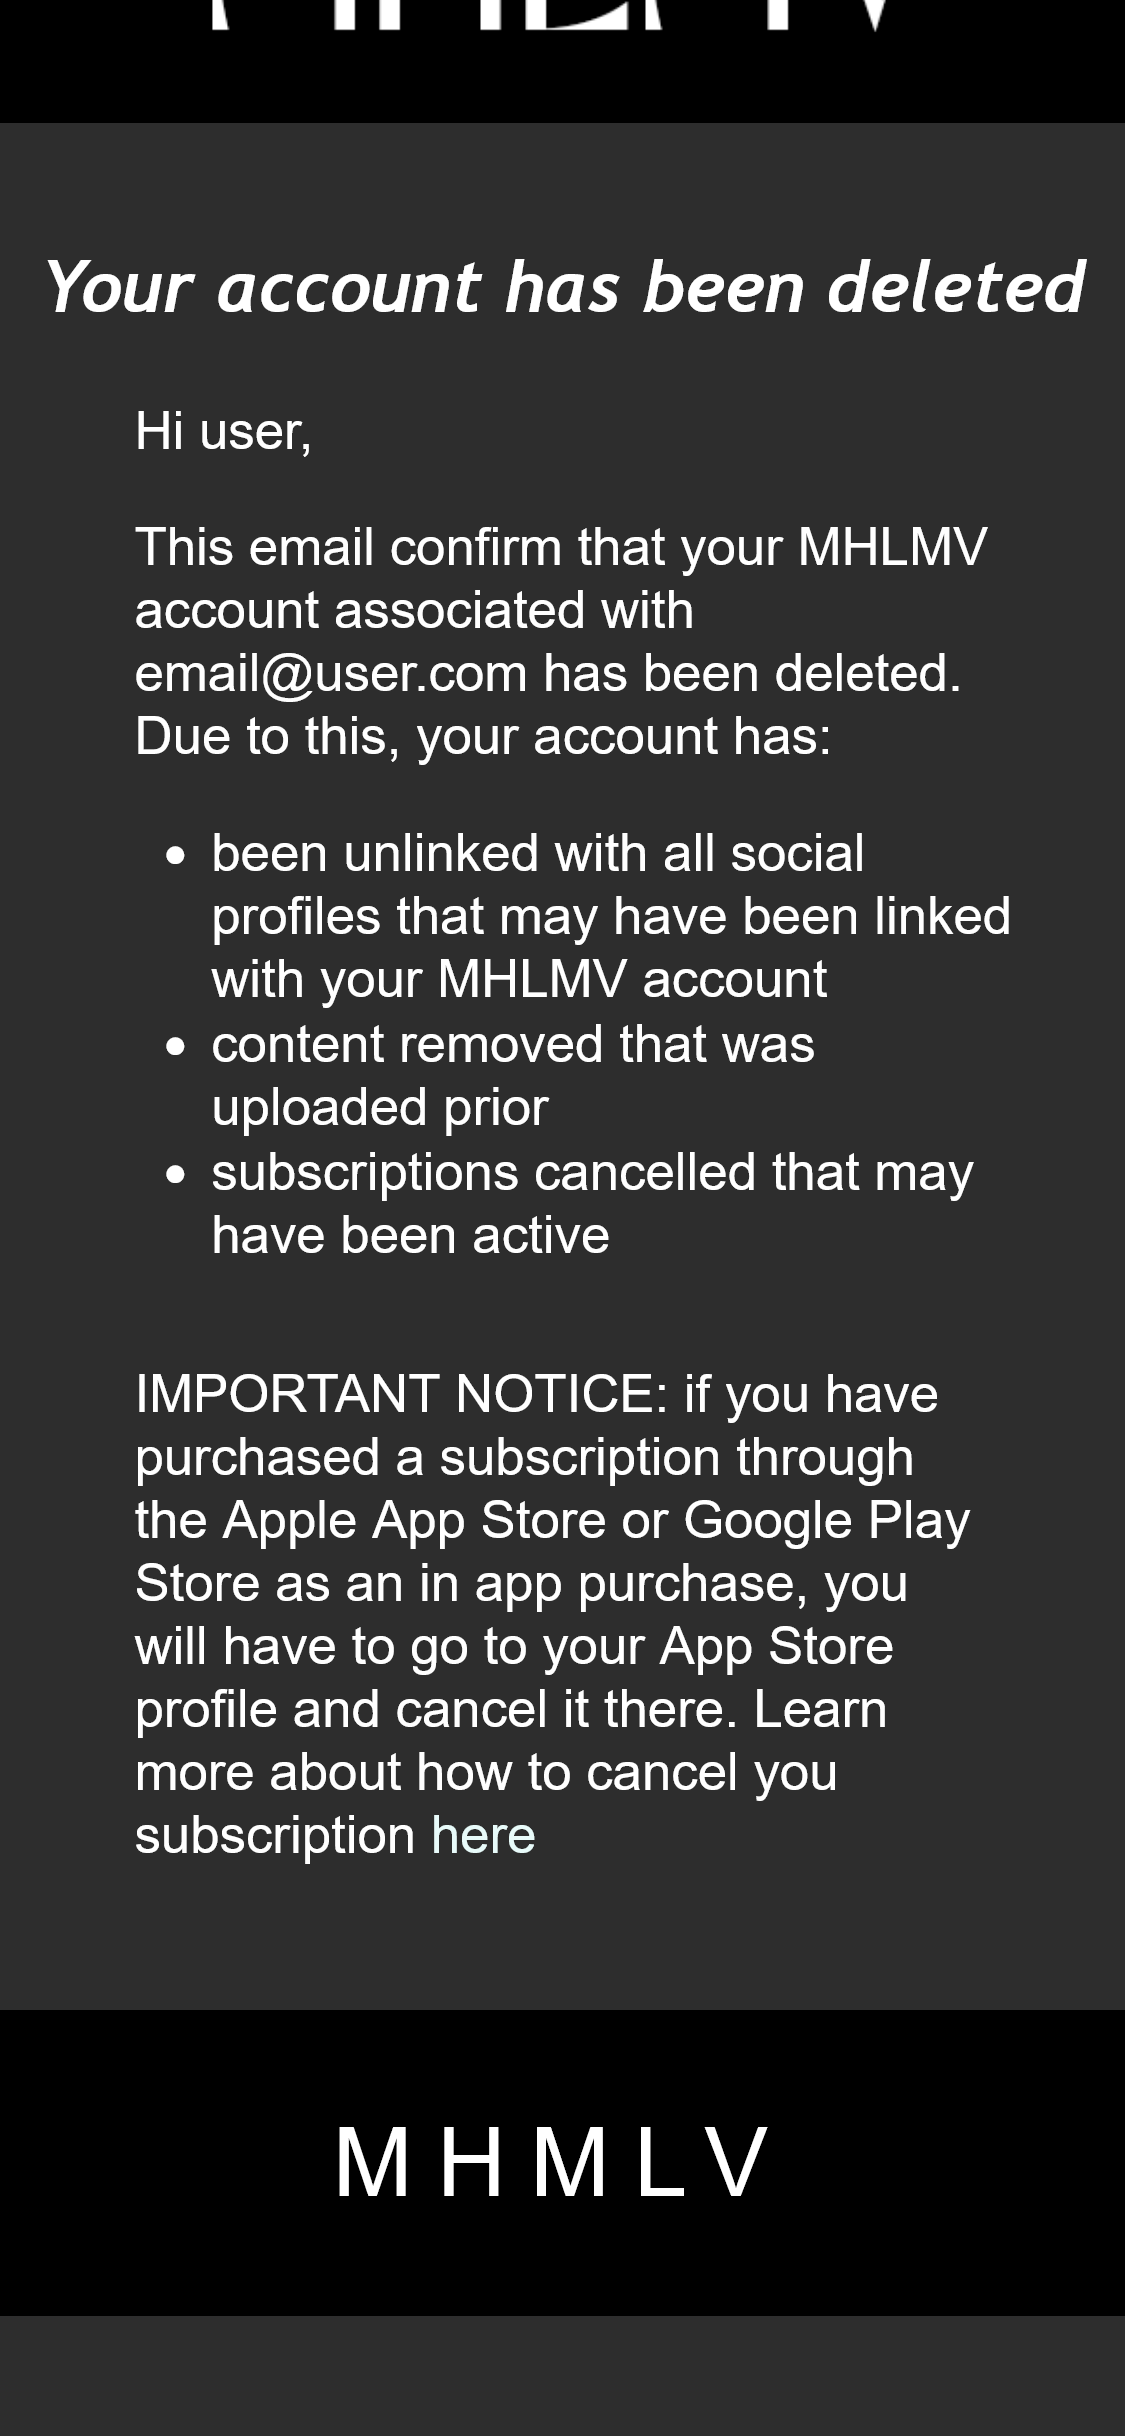 Your account has been deleted
Hi user,
This email confirm that your MHLMV
account associated with
email@user.com has been deleted.
Due to this, your account has:
• been unlinked with all social
profiles that may have been linked
with your MHLMV account
• content removed that was
uploaded prior
• subscriptions cancelled that may
have been active
IMPORTANT NOTICE: if you have
purchased a subscription through
the Apple App Store or Google Play
Store as an in app purchase, you
will have to go to your App Store
profile and cancel it there. Learn
more about how to cancel you
subscription here
M H M L V